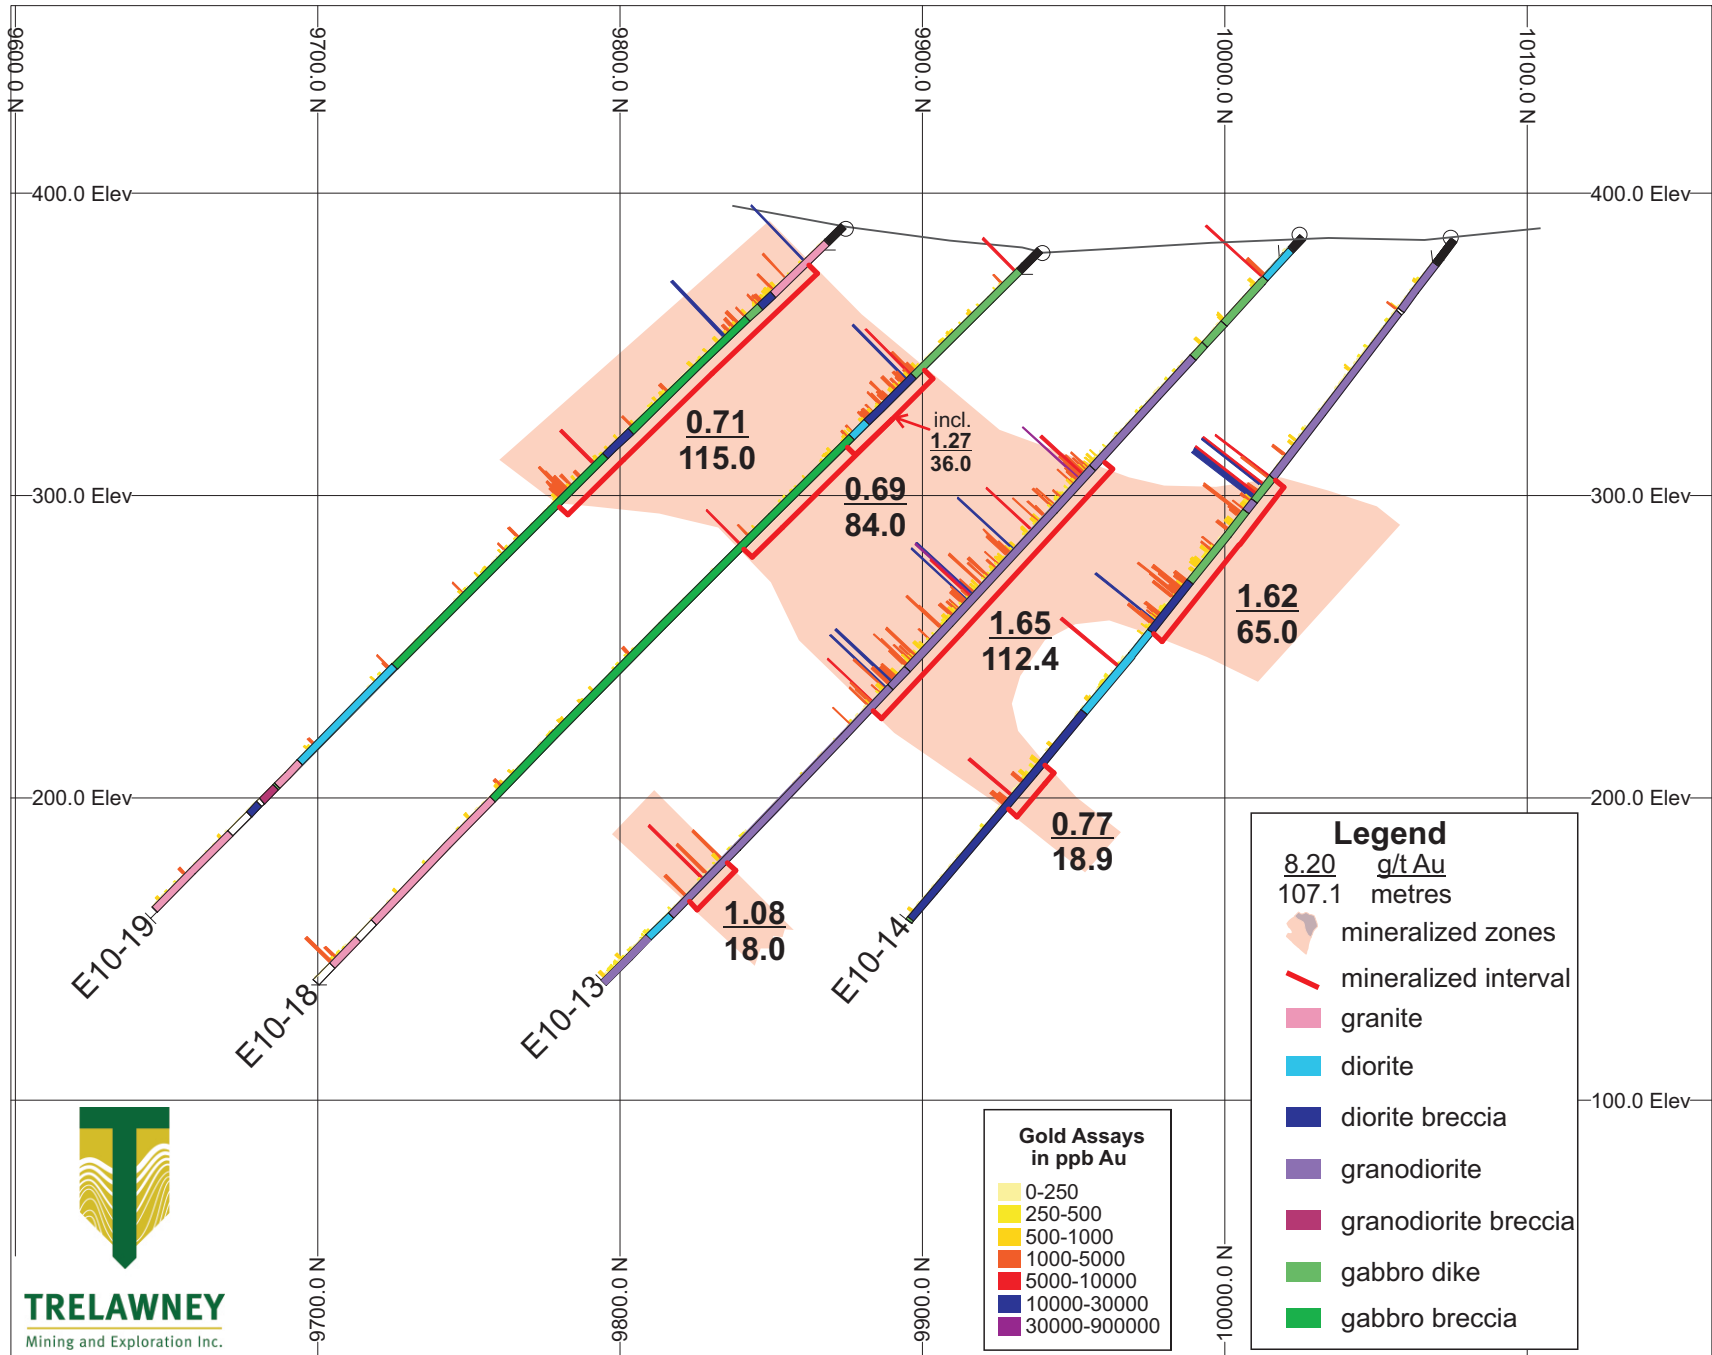 9600.0 N
9700.0 N
9800.0 N
9900.0 N
10000.0 N
10100.0 N
400.0 Elev
400.0 Elev
0.71
115.0
incl.
1.27
36.0
0.69
84.0
300.0 Elev
300.0 Elev
1.65
112.4
1.62
65.0
200.0 Elev
200.0 Elev
0.77
18.9
1.08
18.0
E10-19
E10-18
E10-13
E10-14
100.0 Elev
Legend
8.20 g/t Au
107.1 metres
mineralized zones
mineralized interval
granite
diorite
diorite breccia
granodiorite
granodiorite breccia
gabbro dike
gabbro breccia
Gold Assays
in ppb Au
0-250
250-500
500-1000
1000-5000
5000-10000
10000-30000
30000-900000
T
TRELAWNEY
Mining and Exploration Inc.
9700.0 N
9800.0 N
9900.0 N
10000.0 N